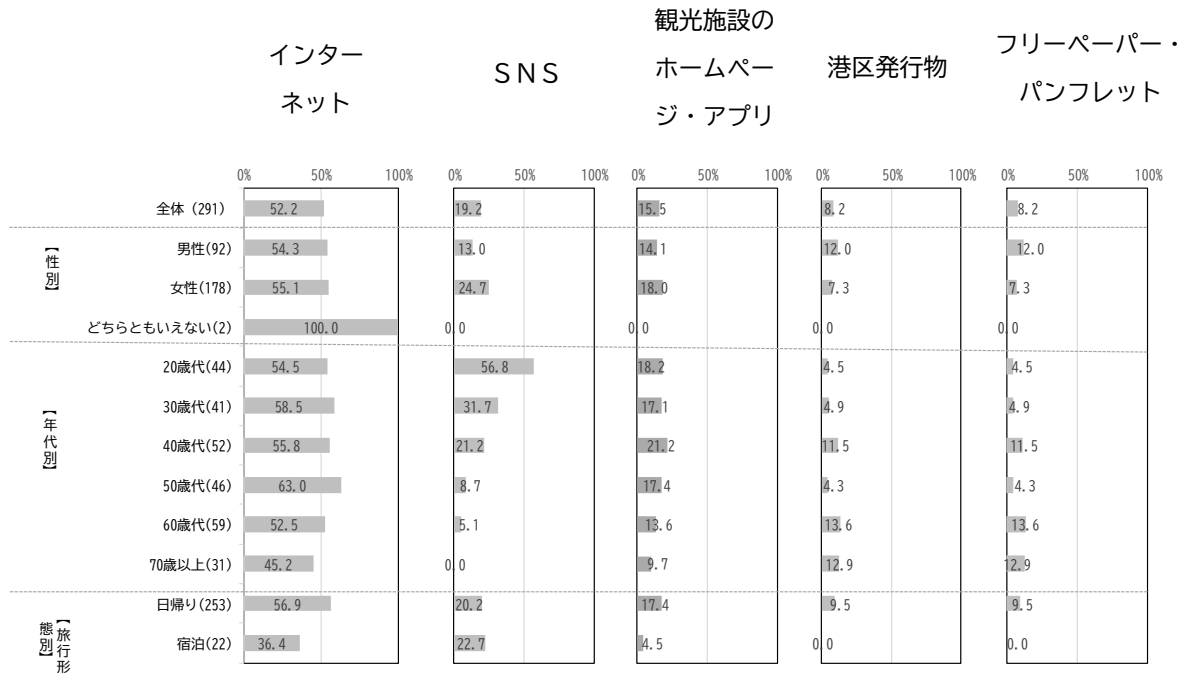 インター
ネット
ＳＮＳ
観光施設の
ホームペー
ジ・アプリ
港区発行物
フリーペーパー・
パンフレット
0% 50% 100% 0% 50% 100% 0% 50% 100% 0% 50% 100% 0% 50% 100%
全体（291） 52.2 19.2 15.5 8.2 8.2
【性別】
男性(92) 54.3 13.0 14.1 12.0 12.0
女性(178) 55.1 24.7 18.0 7.3 7.3
どちらともいえない(2) 100.0 0.0 0.0 0.0 0.0
【年代別】
20歳代(44) 54.5 56.8 18.2 4.5 4.5
30歳代(41) 58.5 31.7 17.1 4.9 4.9
40歳代(52) 55.8 21.2 21.2 11.5 11.5
50歳代(46) 63.0 8.7 17.4 4.3 4.3
60歳代(59) 52.5 5.1 13.6 13.6 13.6
70歳以上(31) 45.2 0.0 9.7 12.9 12.9
【旅行形
態別】
日帰り(253) 56.9 20.2 17.4 9.5 9.5
宿泊(22) 36.4 22.7 4.5 0.0 0.0